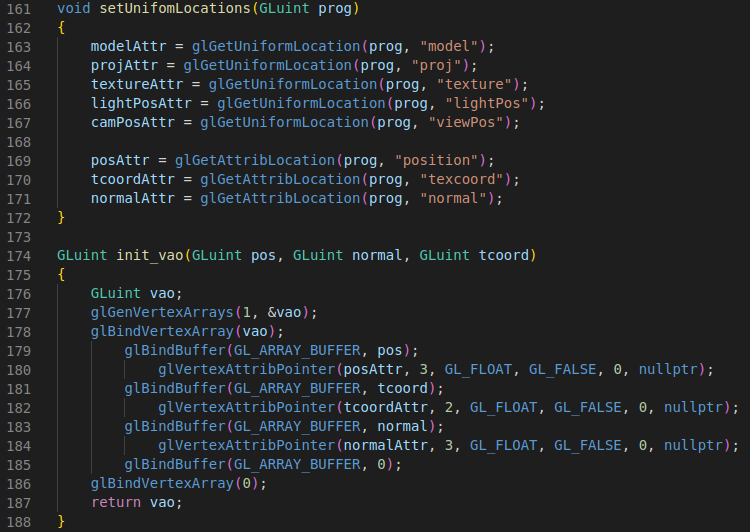 161 void setUnifomLocations(GLuint prog)
162 {
163     modelAttr = glGetUniformLocation(prog, "model");
164     projAttr = glGetUniformLocation(prog, "proj");
165     textureAttr = glGetUniformLocation(prog, "texture");
166     lightPosAttr = glGetUniformLocation(prog, "lightPos");
167     camPosAttr = glGetUniformLocation(prog, "viewPos");
168
169     posAttr = glGetAttribLocation(prog, "position");
170     tcoordAttr = glGetAttribLocation(prog, "texcoord");
171     normalAttr = glGetAttribLocation(prog, "normal");
172 }
173
174 GLuint init_vao(GLuint pos, GLuint normal, GLuint tcoord)
175 {
176     GLuint vao;
177     glGenVertexArrays(1, &vao);
178     glBindVertexArray(vao);
179         glBindBuffer(GL_ARRAY_BUFFER, pos);
180             glVertexAttribPointer(posAttr, 3, GL_FLOAT, GL_FALSE, 0, nullptr);
181         glBindBuffer(GL_ARRAY_BUFFER, tcoord);
182             glVertexAttribPointer(tcoordAttr, 2, GL_FLOAT, GL_FALSE, 0, nullptr);
183         glBindBuffer(GL_ARRAY_BUFFER, normal);
184             glVertexAttribPointer(normalAttr, 3, GL_FLOAT, GL_FALSE, 0, nullptr);
185         glBindBuffer(GL_ARRAY_BUFFER, 0);
186     glBindVertexArray(0);
187     return vao;
188 }